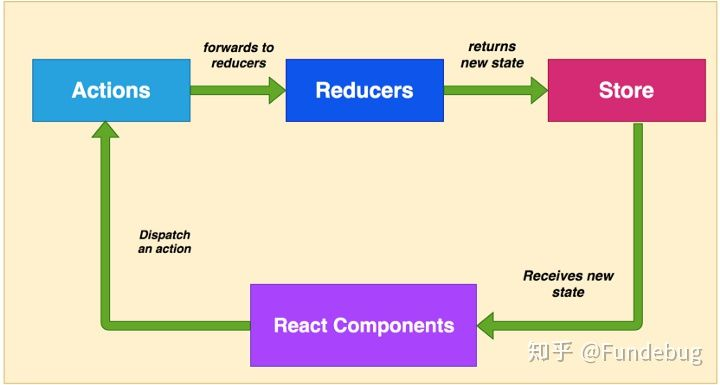 forwards to
reducers
returns
new state
Actions
Reducers
Store
Dispatch
an action
Receives new
state
React Components
知乎 @Fundebug